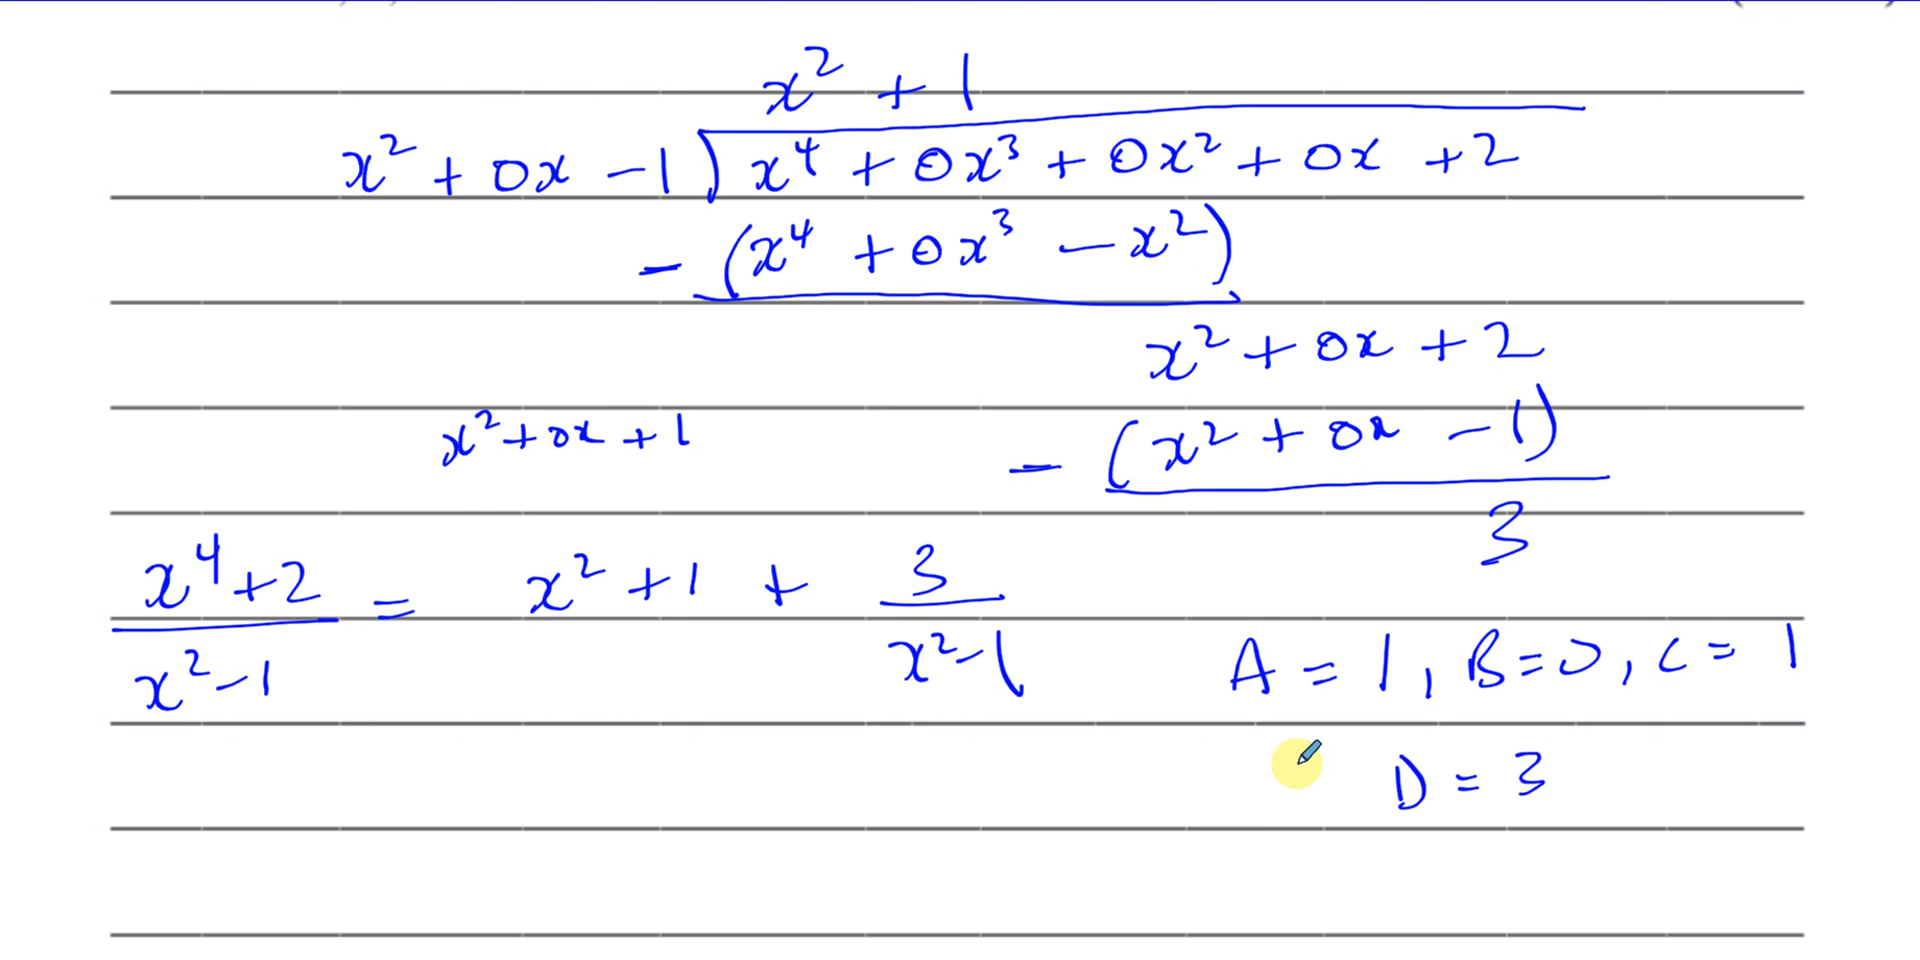 x² + 1
x² + 0x - 1 ) x⁴ + 0x³ + 0x² + 0x + 2
- (x⁴ + 0x³ - x²)
x² + 0x + 2
x² + 0x + 1
- (x² + 0x - 1)
3
(x⁴ + 2)/(x² - 1) = x² + 1 + 3/(x² - 1)
A = 1, B = 0, C = 1
D = 3